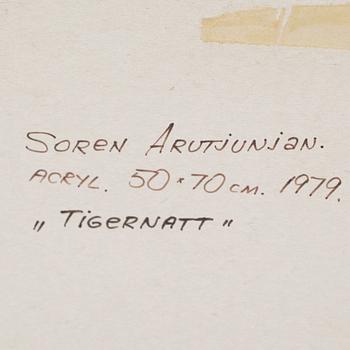 Soren Arutjunjan.
Acryl. 50×70 cm. 1979.
„ Tigernatt "